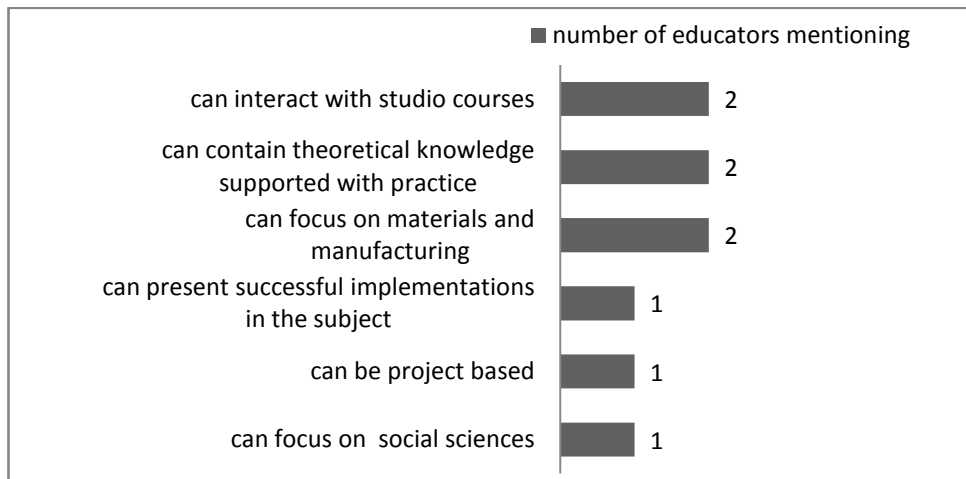 number of educators mentioning
can interact with studio courses
2
can contain theoretical knowledge
supported with practice
2
can focus on materials and
manufacturing
2
can present successful implementations
in the subject
1
can be project based
1
can focus on social sciences
1